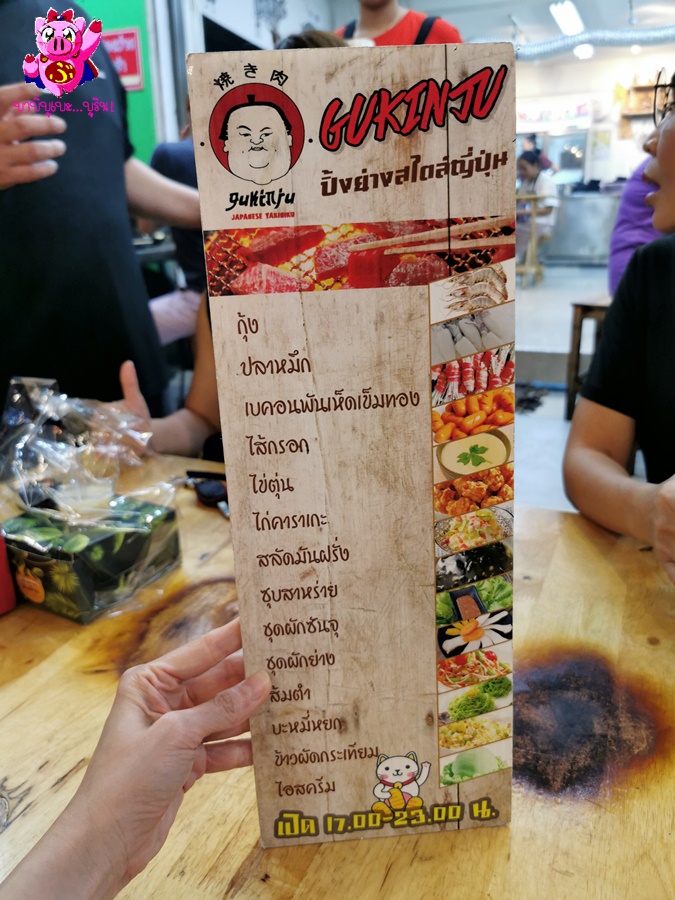 焼き肉
GUKINJU
ปิ้งย่างสไตล์ญี่ปุ่น
gukinju
JAPANESE YAKINIKU
กุ้ง
ปลาหมึก
เบคอนพันเห็ดเข็มทอง
ไส้กรอก
ไข่ตุ๋น
ไก่คาราเกะ
สลัดมันฝรั่ง
ซุบสาหร่าย
ชุดผักซันจุ
ชุดผักย่าง
ส้มตำ
บะหมี่หยก
ข้าวผัดกระเทียม
ไอสครีม
เปิด 17.00-23.00 น.